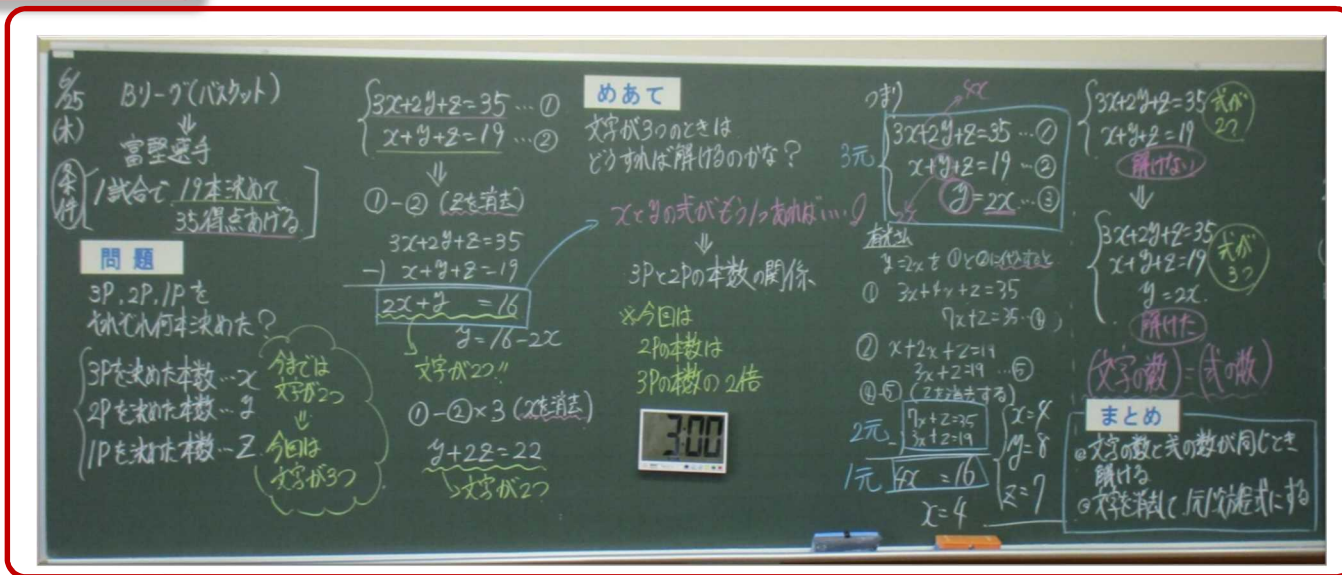 6/25
(木)
Bリーグ(バスケット)
⇓
富堅選手
条件
1試合で 19本決めて
35得点あげる
問題
3P, 2P, 1Pを
それぞれ何本決めた?
3Pを決めた本数…x
2Pを決めた本数…y
1Pを決めた本数…z
今までは
文字が2つ
⇓
今回は
文字が3つ
3x+2y+z=35 …①
x+y+z=19 …②
⇓
①-② (zを消去)
3x+2y+z=35
-) x+y+z=19
2x+y =16
y=16-2x
文字が2つ!!
①-②×3 (xを消去)
y+2z=22
文字が2つ
めあて
文字が3つのときは
どうすれば解けるのかな?
xとyの式がもう1つあれば…!
⇓
3Pと2Pの本数の関係
※今回は
2Pの本数は
3Pの本数の2倍
3:00
つまり
4x
3元
3x+2y+z=35 …①
x+y+z=19 …②
y=2x …③
2x
y=2xを①と②に代入すると
① 3x+4x+z=35
7x+z=35…④
② x+2x+z=19
3x+z=19 …⑤
④-⑤ (zを消去する)
2元
7x+z=35
- 3x+z=19
1元
4x =16
x=4
x=4
y=8
z=7
3x+2y+z=35
x+y+z=19
式が
2つ
解けない
⇓
3x+2y+z=35
x+y+z=19
y=2x.
式が
3つ
解けた
(文字の数)=(式の数)
まとめ
◎文字の数と式の数が同じとき
解ける
◎文字を消去して1元1次方程式にする